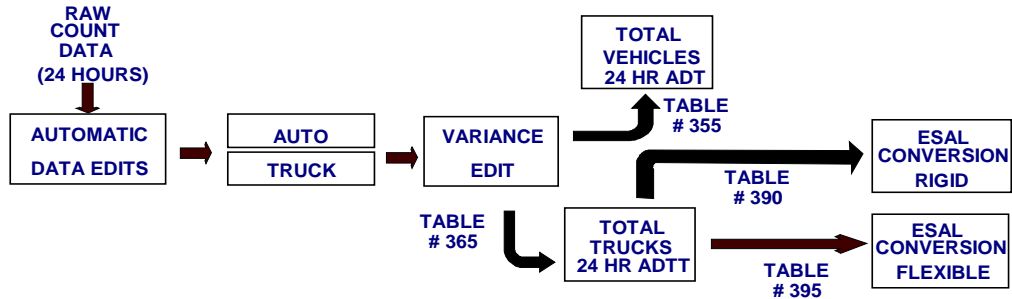 RAW
COUNT
DATA
(24 HOURS)
AUTOMATIC
DATA EDITS
AUTO
TRUCK
VARIANCE
EDIT
TOTAL
VEHICLES
24 HR ADT
TABLE
# 355
TABLE
# 365
TOTAL
TRUCKS
24 HR ADTT
TABLE
# 390
ESAL
CONVERSION
RIGID
TABLE
# 395
ESAL
CONVERSION
FLEXIBLE